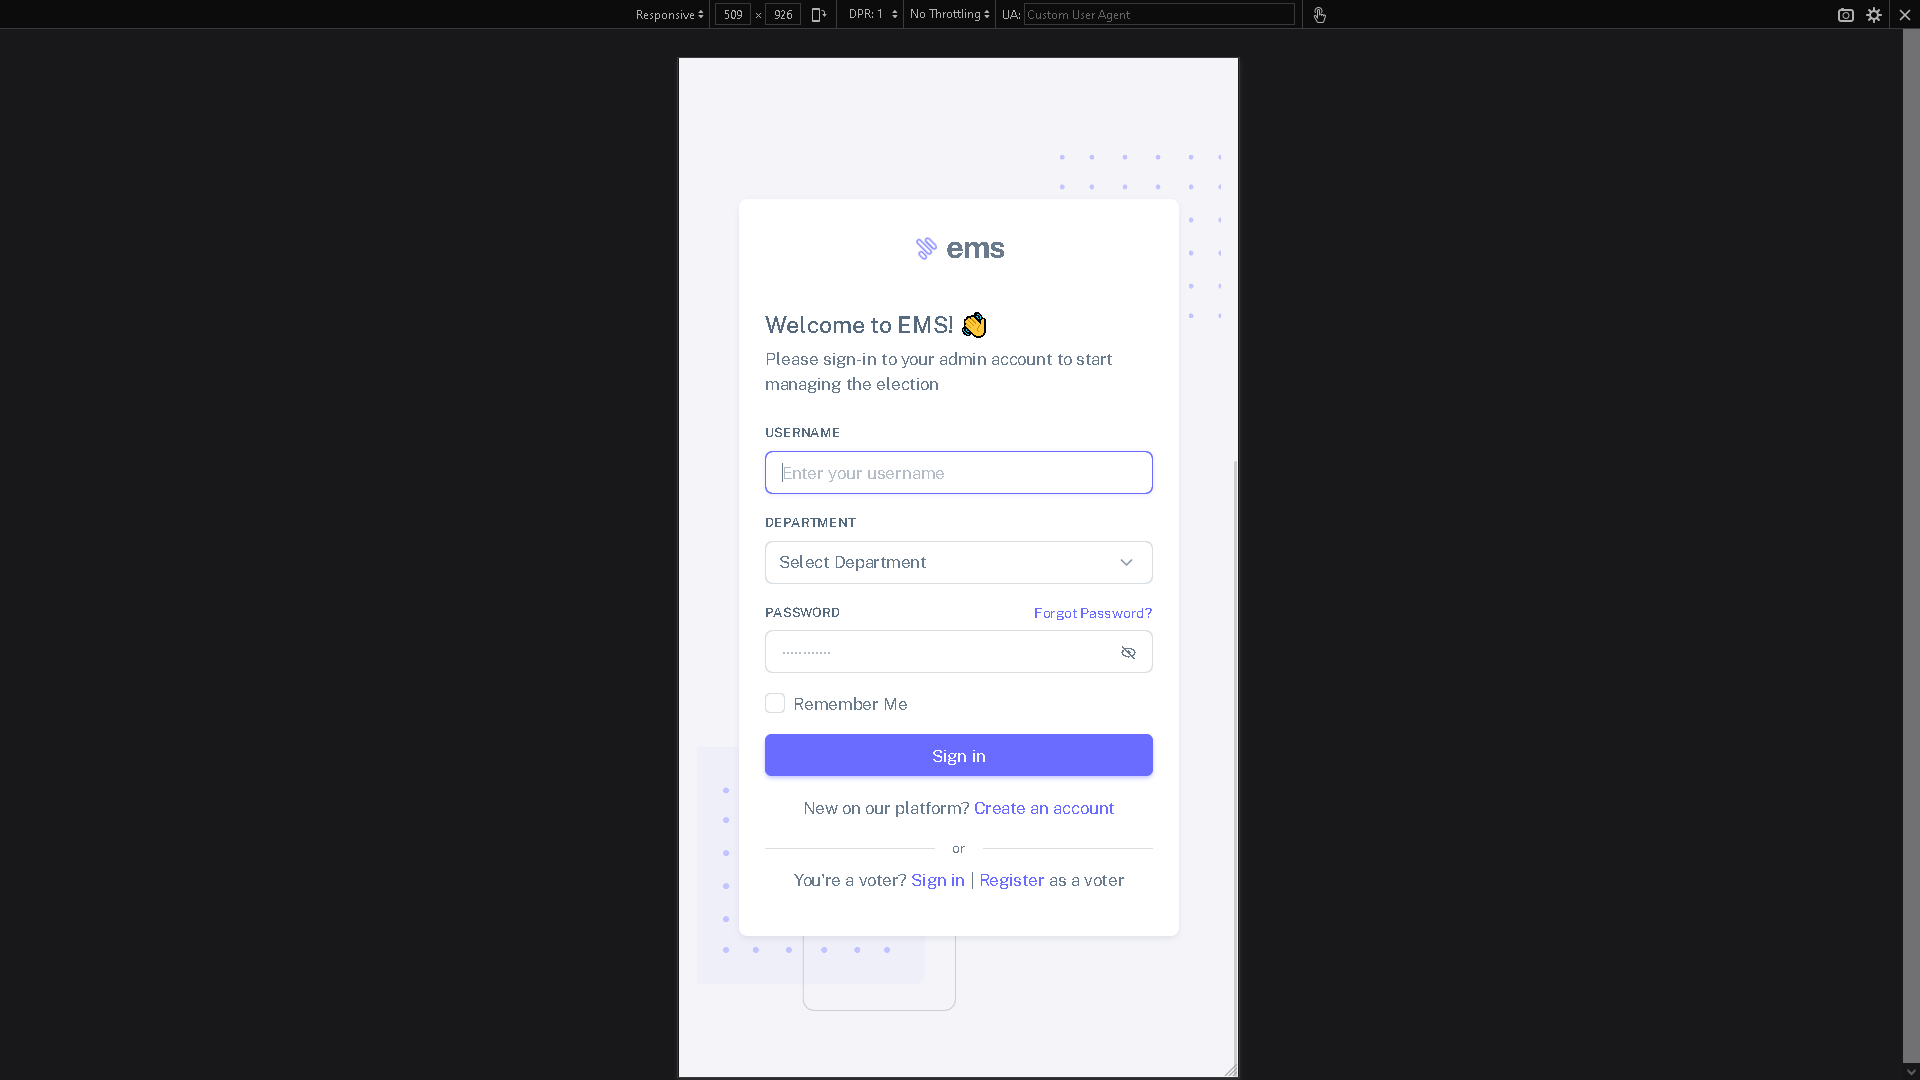 Responsive 509 × 926 DPR: 1 No Throttling UA: Custom User Agent
ems
Welcome to EMS! 👋
Please sign-in to your admin account to start
managing the election
USERNAME
Enter your username
DEPARTMENT
Select Department
PASSWORD Forgot Password?
············
Remember Me
Sign in
New on our platform? Create an account
or
You're a voter? Sign in | Register as a voter